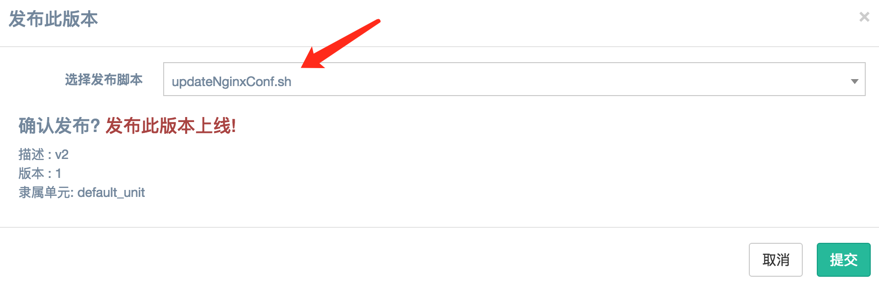 发布此版本 ×
选择发布脚本 updateNginxConf.sh
确认发布? 发布此版本上线!
描述 : v2
版本 : 1
隶属单元: default_unit
取消 提交